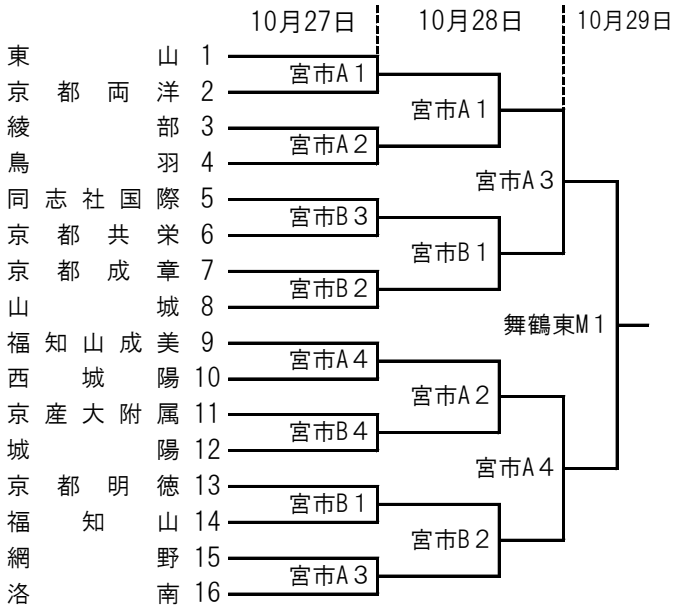 10月27日 10月28日 10月29日
東山 1
宮市A1
京都両洋 2
宮市A1
綾部 3
宮市A2
鳥羽 4
宮市A3
同志社国際 5
宮市B3
京都共栄 6
宮市B1
京都成章 7
宮市B2
山城 8
舞鶴東M1
福知山成美 9
宮市A4
西城陽 10
宮市A2
京産大附属 11
宮市B4
城陽 12
宮市A4
京都明徳 13
宮市B1
福知山 14
宮市B2
網野 15
宮市A3
洛南 16